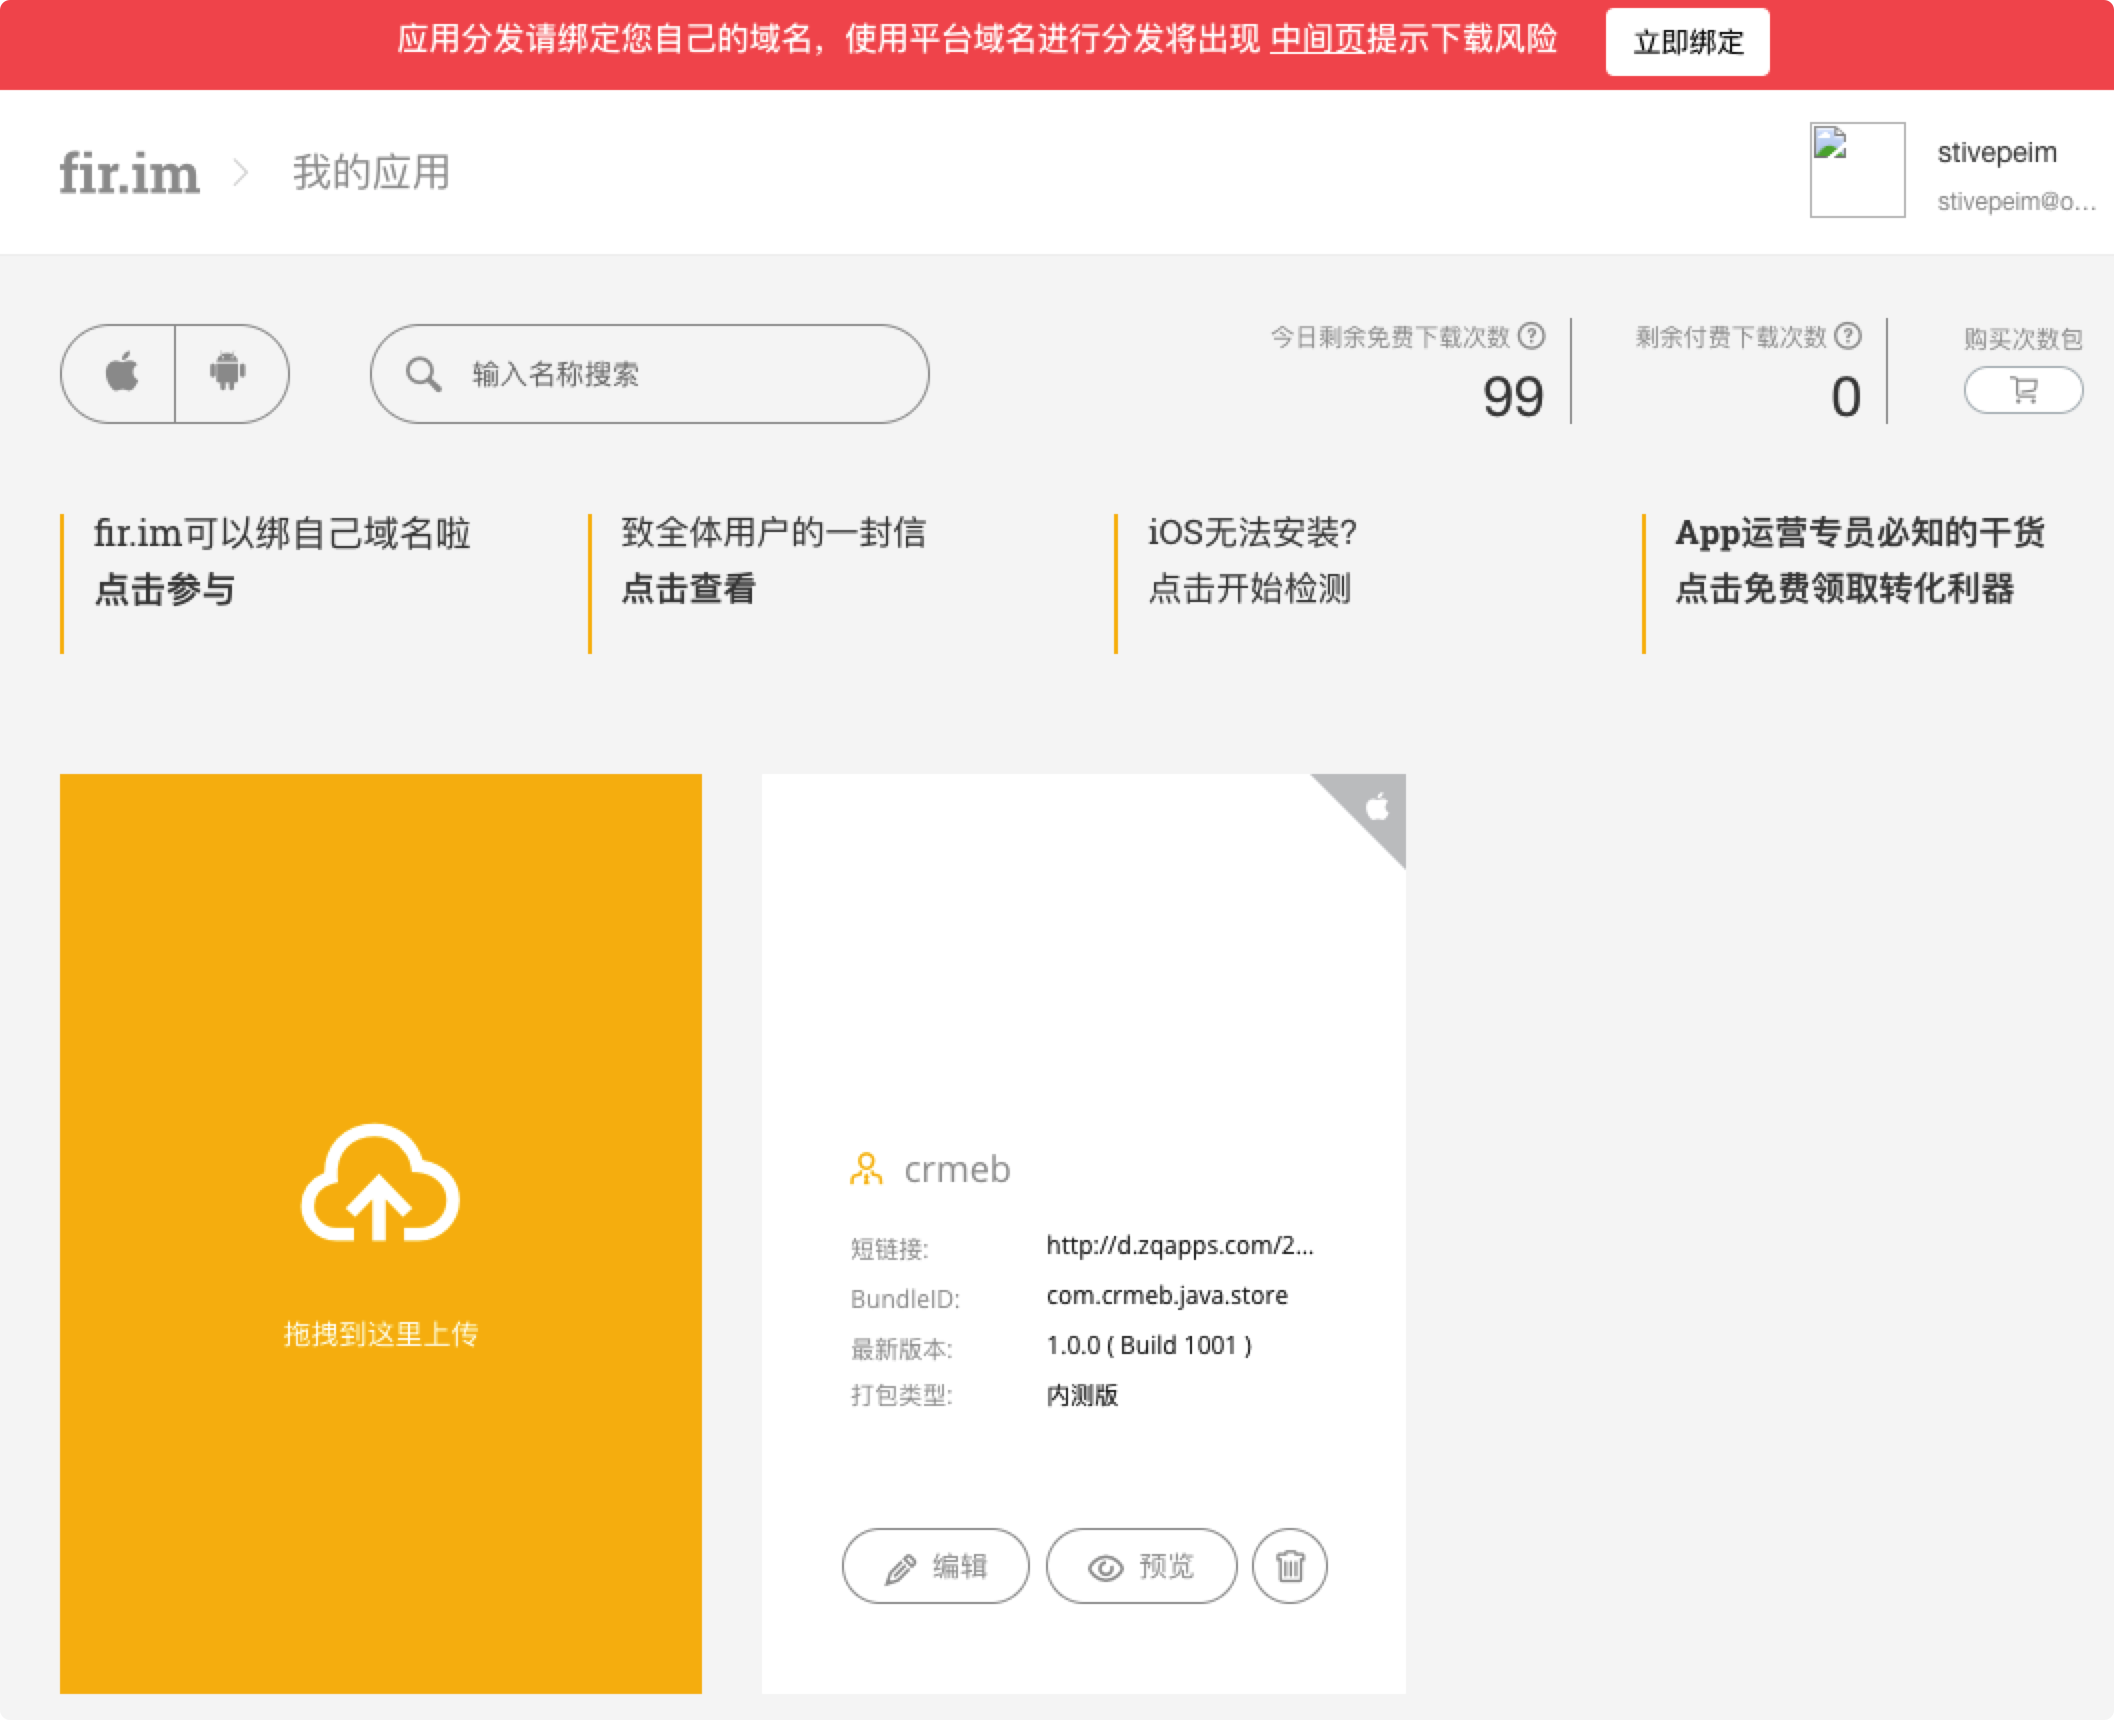 应用分发请绑定您自己的域名，使用平台域名进行分发将出现 中间页提示下载风险
立即绑定
fir.im
我的应用
stivepeim
stivepeim@o...
输入名称搜索
今日剩余免费下载次数
99
剩余付费下载次数
0
购买次数包
fir.im可以绑自己域名啦
点击参与
致全体用户的一封信
点击查看
iOS无法安装?
点击开始检测
App运营专员必知的干货
点击免费领取转化利器
拖拽到这里上传
crmeb
短链接: http://d.zqapps.com/2...
BundleID: com.crmeb.java.store
最新版本: 1.0.0 ( Build 1001 )
打包类型: 内测版
编辑
预览